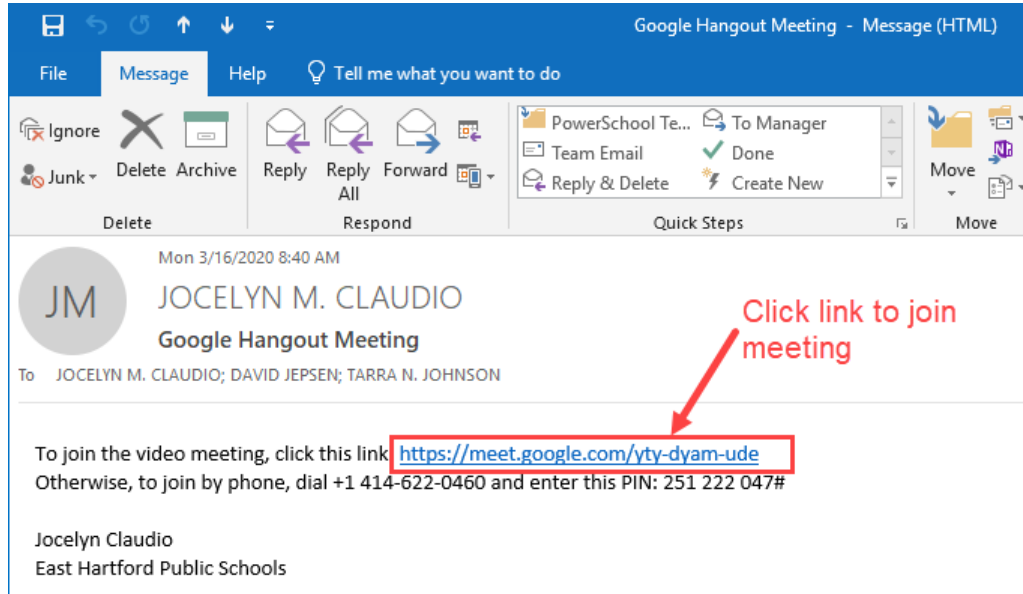 Google Hangout Meeting - Message (HTML)
File Message Help Tell me what you want to do
Ignore
Junk
Delete Archive
Reply Reply All Forward
PowerSchool Te... To Manager
Team Email Done
Reply & Delete Create New
Move
Delete Respond Quick Steps Move
Mon 3/16/2020 8:40 AM
JM
JOCELYN M. CLAUDIO
Google Hangout Meeting
To JOCELYN M. CLAUDIO; DAVID JEPSEN; TARRA N. JOHNSON
Click link to join
meeting
To join the video meeting, click this link https://meet.google.com/yty-dyam-ude
Otherwise, to join by phone, dial +1 414-622-0460 and enter this PIN: 251 222 047#
Jocelyn Claudio
East Hartford Public Schools